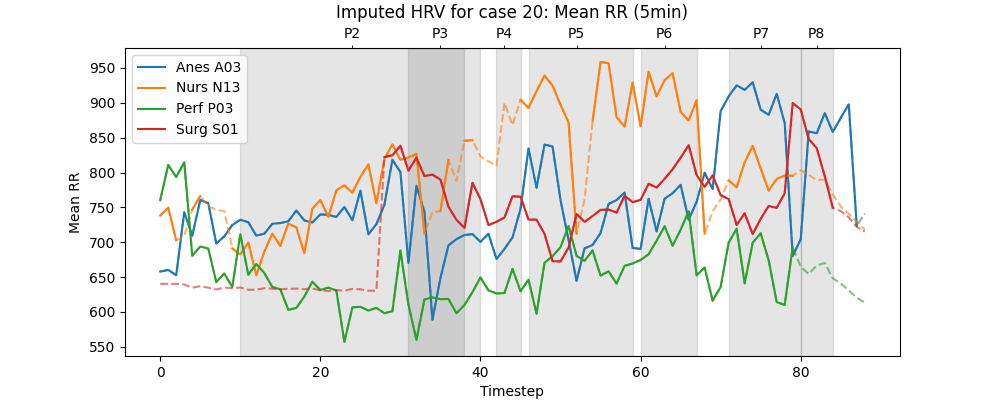 Imputed HRV for case 20: Mean RR (5min)
P2 P3 P4 P5 P6 P7 P8
Anes A03
Nurs N13
Perf P03
Surg S01
950
900
850
800
750
700
650
600
550
Mean RR
0 20 40 60 80
Timestep